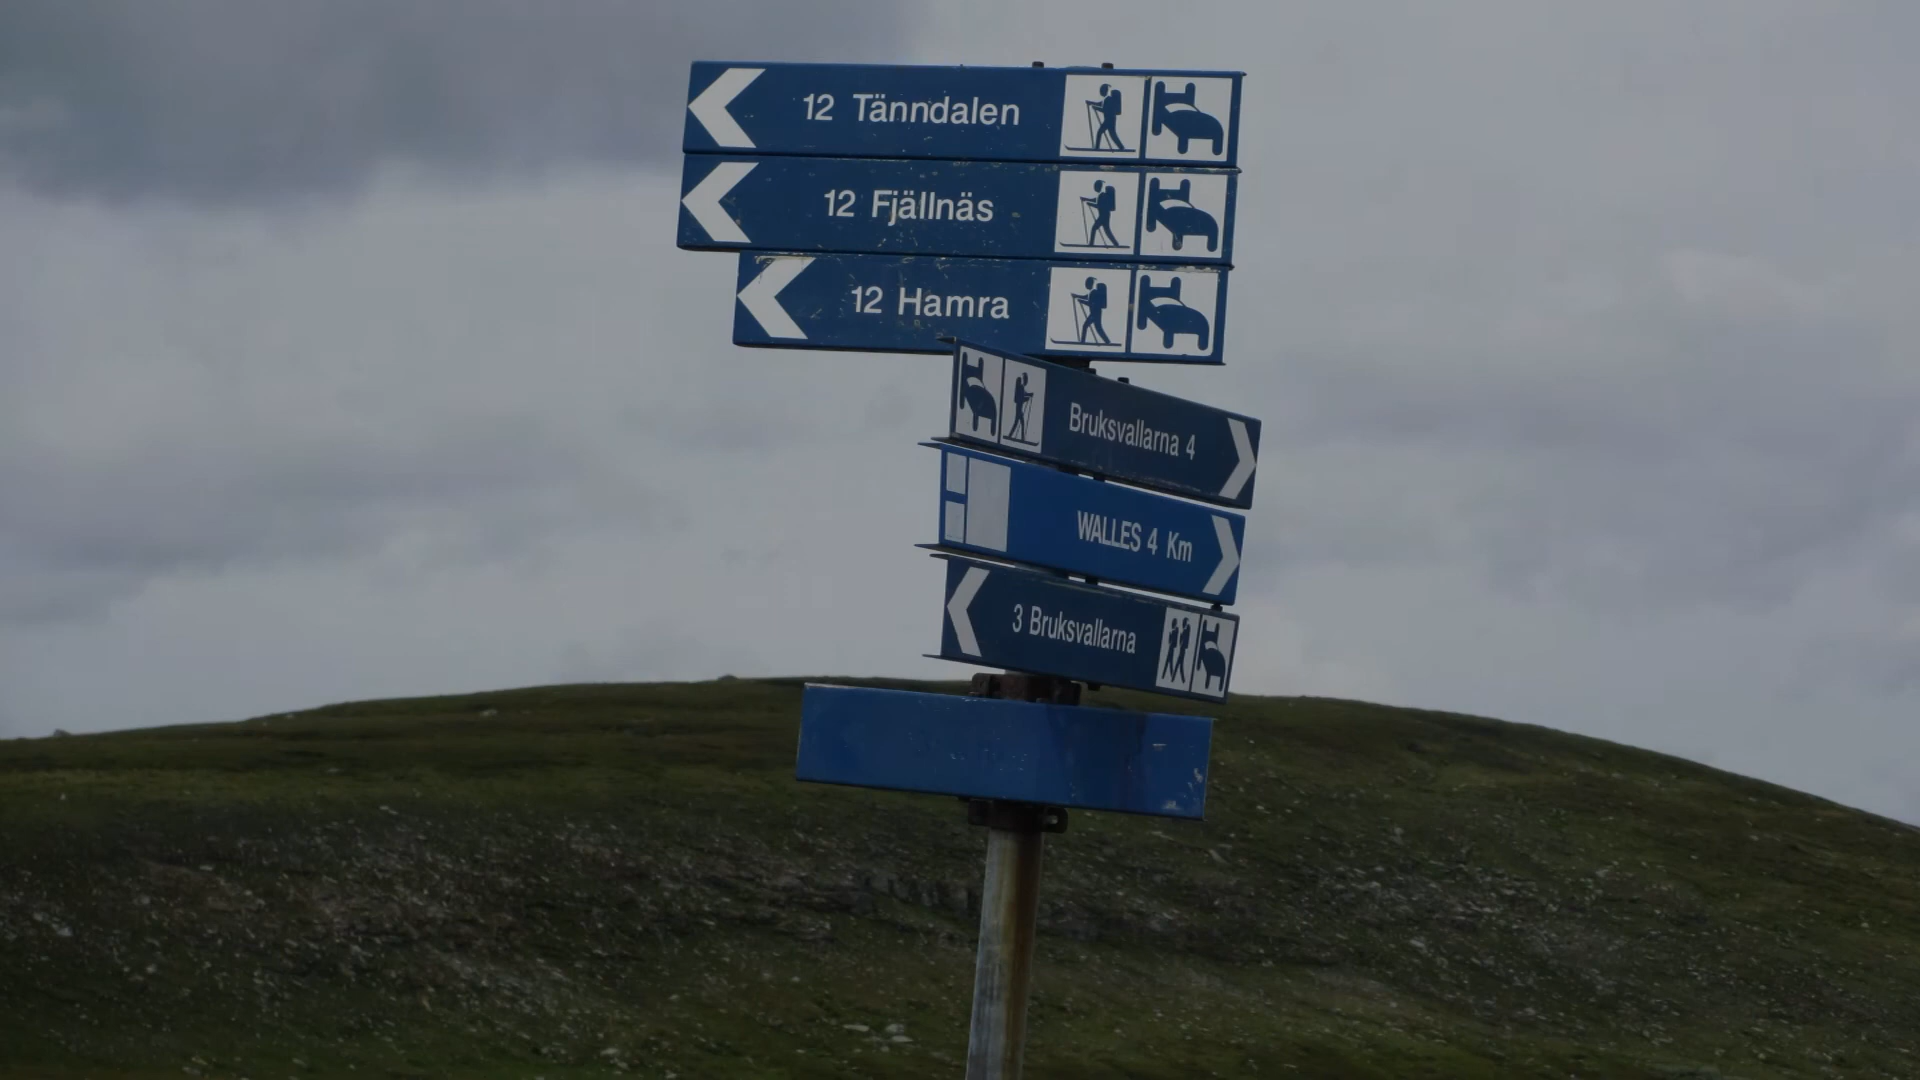 12 Tänndalen
12 Fjällnäs
12 Hamra
Bruksvallarna 4
WALLES 4 Km
3 Bruksvallarna